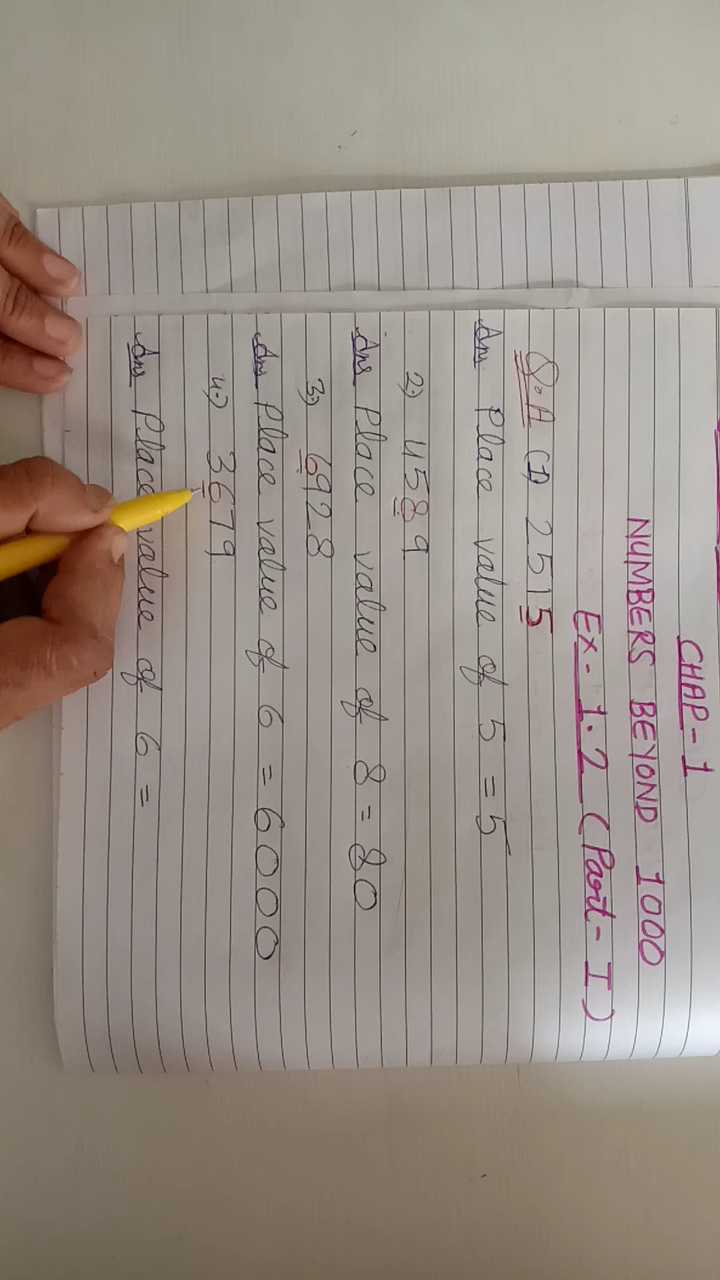 CHAP-1
NUMBERS BEYOND 1000
Ex-1.2 (Part-I)
Q.A (1) 2515
Ans Place value of 5 = 5
2:) 4589
Ans Place value of 8 = 80
3:) 6928
Ans Place value of 6 = 6000
4:) 3679
Ans Place value of 6 =